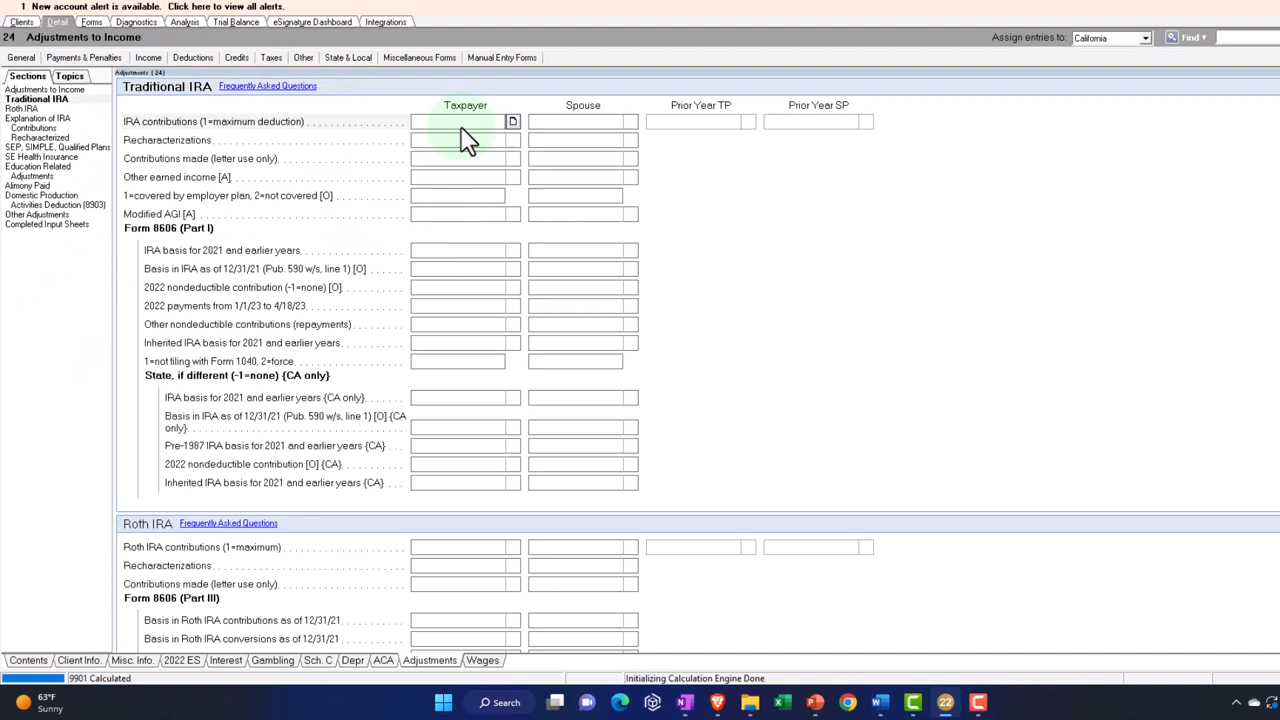 1 New account alert is available. Click here to view all alerts.
Clients Detail Forms Diagnostics Analysis Trial Balance eSignature Dashboard Integrations
24 Adjustments to Income Assign entries to: California Find
General Payments & Penalties Income Deductions Credits Taxes Other State & Local Miscellaneous Forms Manual Entry Forms
Sections Topics
Adjustments to Income
Traditional IRA
Roth IRA
Explanation of IRA
Contributions
Recharacterized
SEP, SIMPLE, Qualified Plans
SE Health Insurance
Education Related
Adjustments
Alimony Paid
Domestic Production
Activities Deduction (8903)
Other Adjustments
Completed Input Sheets
Adjustments (24)
Traditional IRA Frequently Asked Questions
Taxpayer Spouse Prior Year TP Prior Year SP
IRA contributions (1=maximum deduction)
Recharacterizations
Contributions made (letter use only)
Other earned income [A]
1=covered by employer plan, 2=not covered [O]
Modified AGI [A]
Form 8606 (Part I)
IRA basis for 2021 and earlier years
Basis in IRA as of 12/31/21 (Pub. 590 w/s, line 1) [O]
2022 nondeductible contribution (-1=none) [O]
2022 payments from 1/1/23 to 4/18/23
Other nondeductible contributions (repayments)
Inherited IRA basis for 2021 and earlier years
1=not filing with Form 1040, 2=force
State, if different (-1=none) {CA only}
IRA basis for 2021 and earlier years {CA only}
Basis in IRA as of 12/31/21 (Pub. 590 w/s, line 1) [O] {CA
only}
Pre-1987 IRA basis for 2021 and earlier years {CA}
2022 nondeductible contribution [O] {CA}
Inherited IRA basis for 2021 and earlier years {CA}
Roth IRA Frequently Asked Questions
Roth IRA contributions (1=maximum)
Recharacterizations
Contributions made (letter use only)
Form 8606 (Part III)
Basis in Roth IRA contributions as of 12/31/21
Basis in Roth IRA conversions as of 12/31/21
Contents Client Info. Misc. Info. 2022 ES Interest Gambling Sch. C Depr ACA Adjustments Wages
9901 Calculated Initializing Calculation Engine Done
63°F
Sunny
Search
22